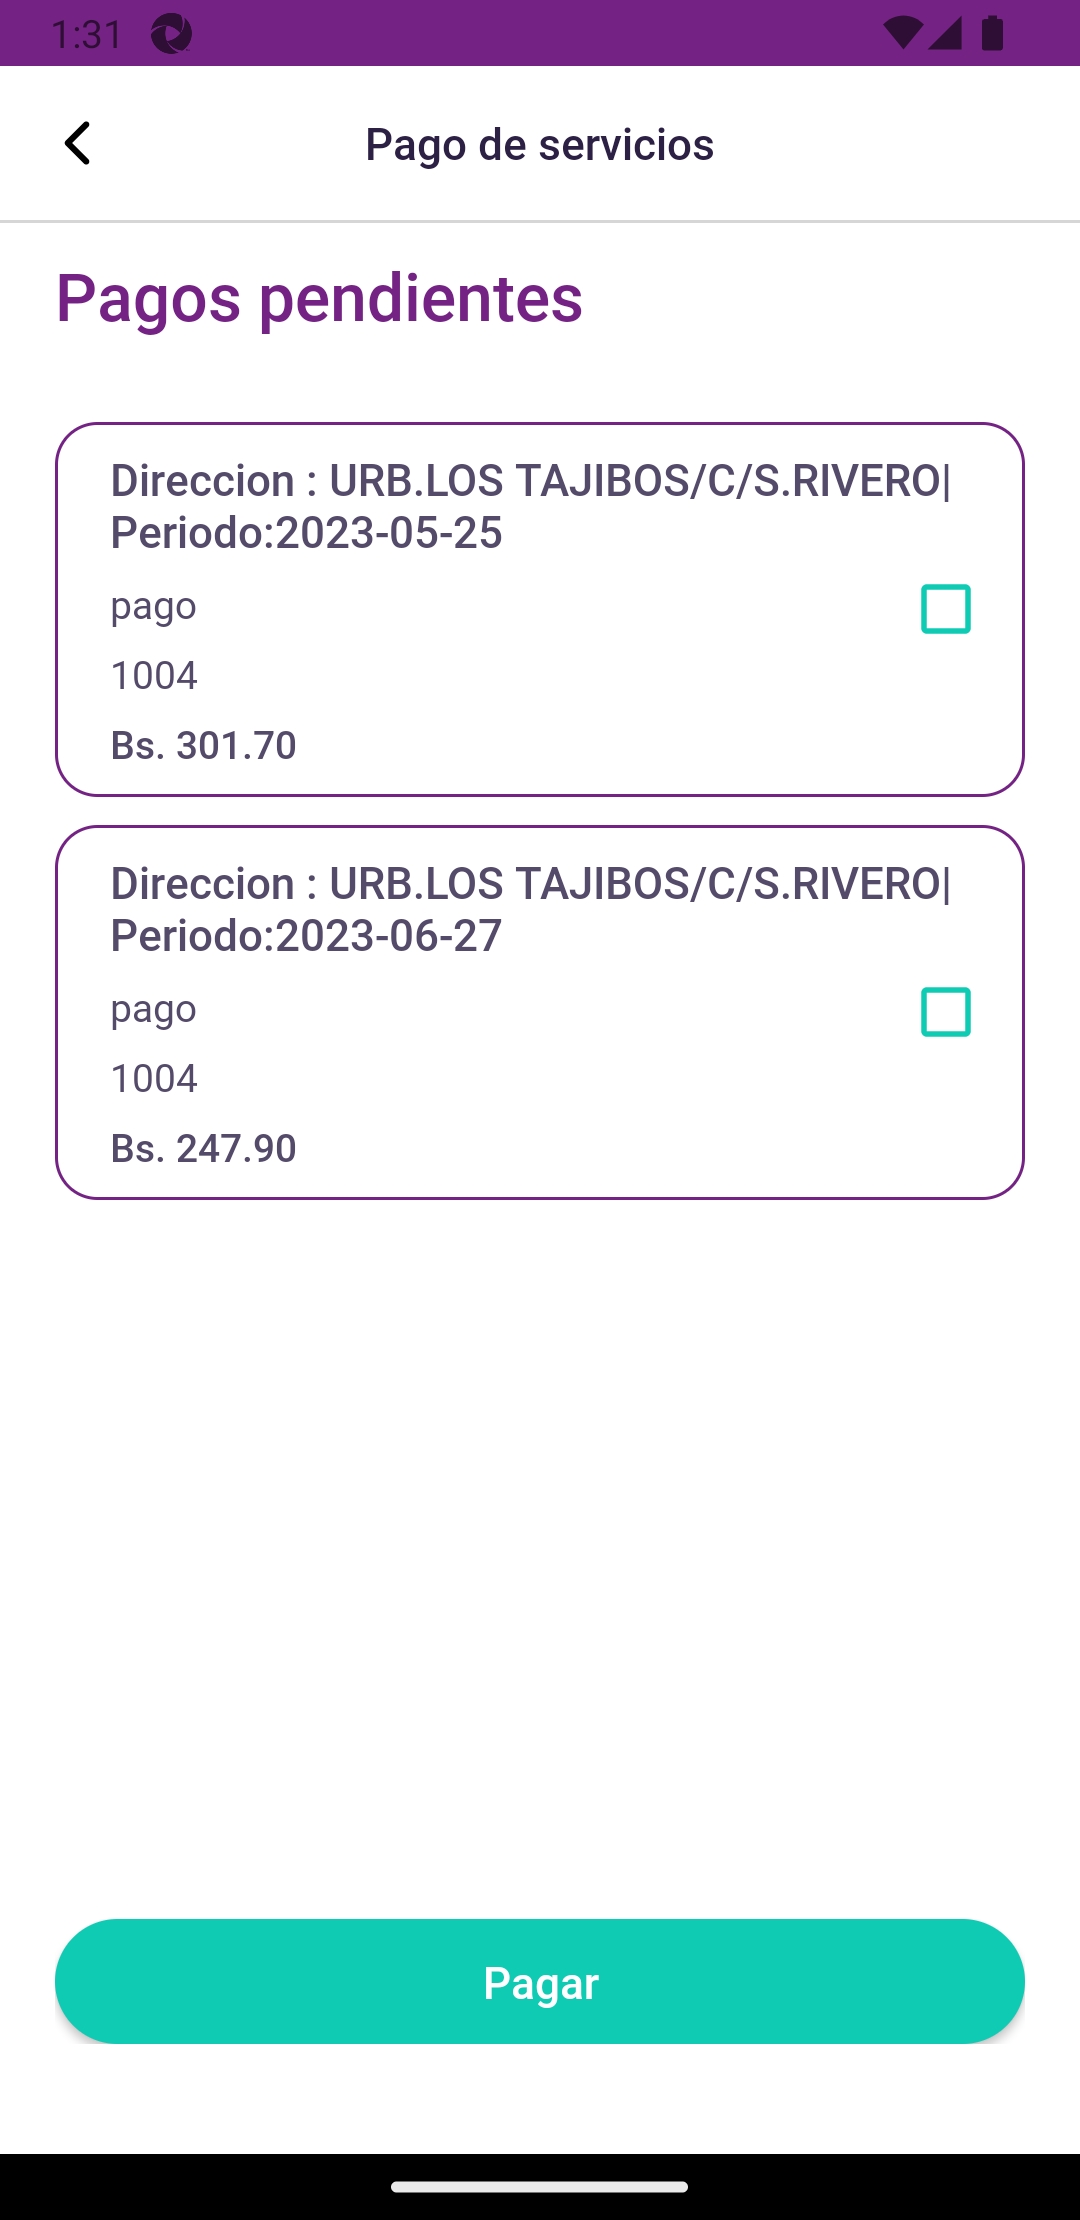 1:31
Pago de servicios
Pagos pendientes
Direccion : URB.LOS TAJIBOS/C/S.RIVERO|
Periodo:2023-05-25
pago
1004
Bs. 301.70
Direccion : URB.LOS TAJIBOS/C/S.RIVERO|
Periodo:2023-06-27
pago
1004
Bs. 247.90
Pagar